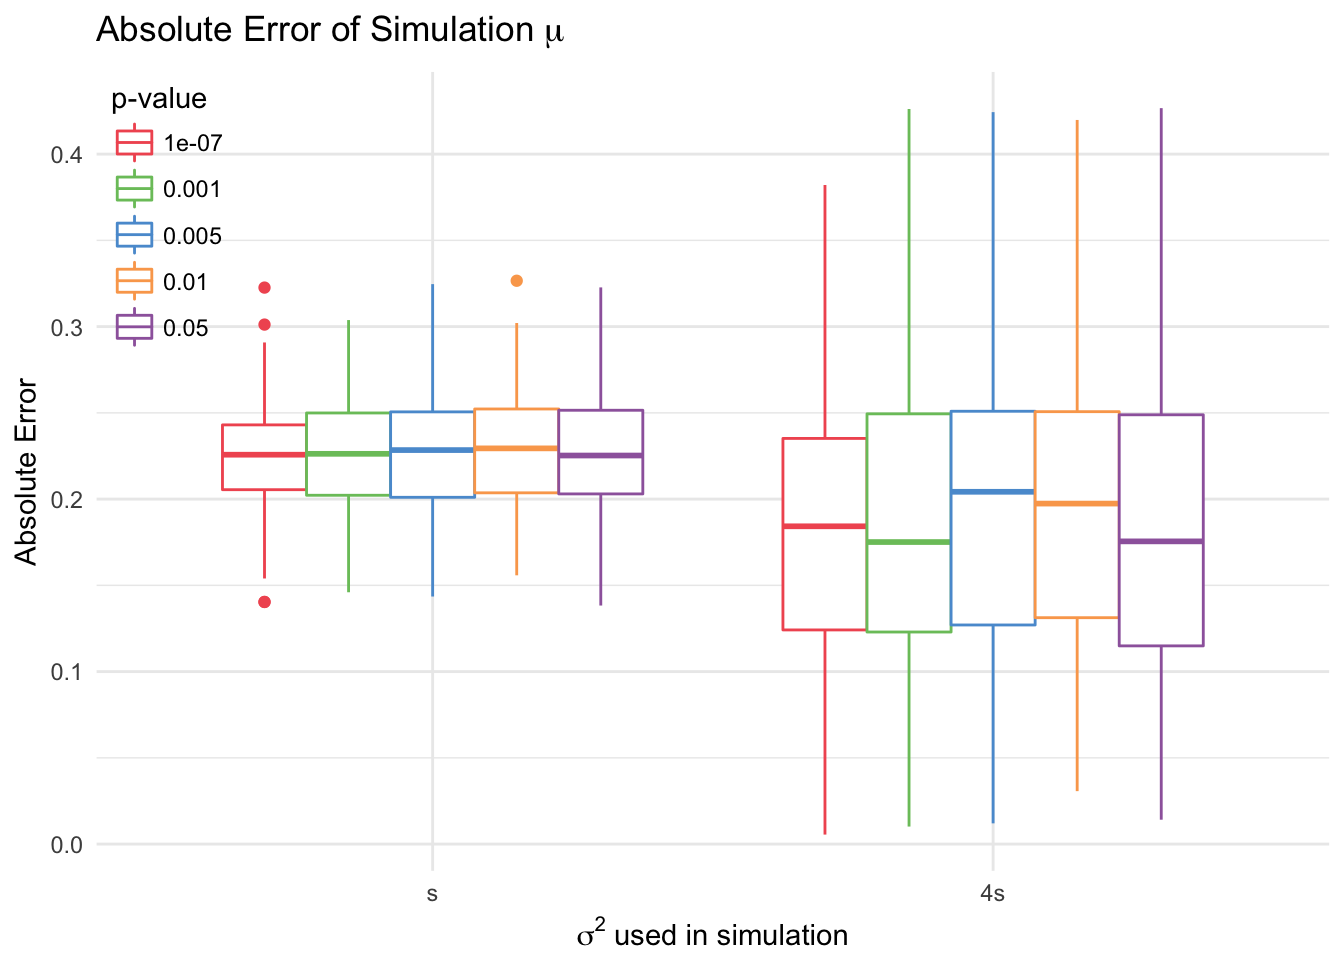 Absolute Error of Simulation μ
p-value
1e-07
0.001
0.005
0.01
0.05
Absolute Error
0.4
0.3
0.2
0.1
0.0
s
4s
σ² used in simulation